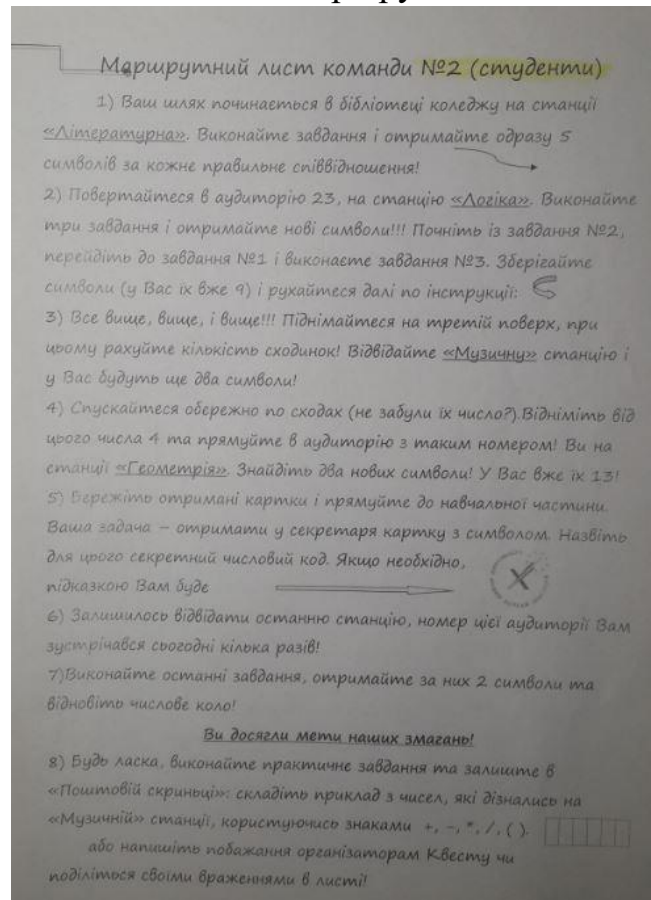 Маршрутний лист команди №2 (студенти)
1) Ваш шлях починається в бібліотеці коледжу на станції
«Літературна». Виконайте завдання і отримайте одразу 5
символів за кожне правильне співвідношення!
2) Повертайтеся в аудиторію 23, на станцію «Логіка». Виконайте
три завдання і отримайте нові символи!!! Почніть із завдання №2,
перейдіть до завдання №1 і виконаєте завдання №3. Зберігайте
символи (у Вас їх вже 9) і рухайтеся далі по інструкції:
3) Все вище, вище, і вище!!! Піднімайтеся на третій поверх, при
цьому рахуйте кількість сходинок! Відвідайте «Музичну» станцію і
у Вас будуть ще два символи!
4) Спускайтеся обережно по сходах (не забули їх число?).Відніміть від
цього числа 4 та прямуйте в аудиторію з таким номером! Ви на
станції «Геометрія». Знайдіть два нових символи! У Вас вже їх 13!
5) Бережіть отримані картки і прямуйте до навчальної частини.
Ваша задача – отримати у секретаря картку з символом. Назвіть
для цього секретний числовий код. Якщо необхідно,
підказкою Вам буде
6) Залишилось відвідати останню станцію, номер цієї аудиторії Вам
зустрічався сьогодні кілька разів!
7)Виконайте останні завдання, отримайте за них 2 символи та
відновіть числове коло!
Ви досягли мети наших змагань!
8) Будь ласка, виконайте практичне завдання та залиште в
«Поштовій скриньці»: складіть приклад з чисел, які дізнались на
«Музичній» станції, користуючись знаками +, -, *, /, ( ).
або напишіть побажання організаторам Квесту чи
поділіться своїми враженнями в листі!